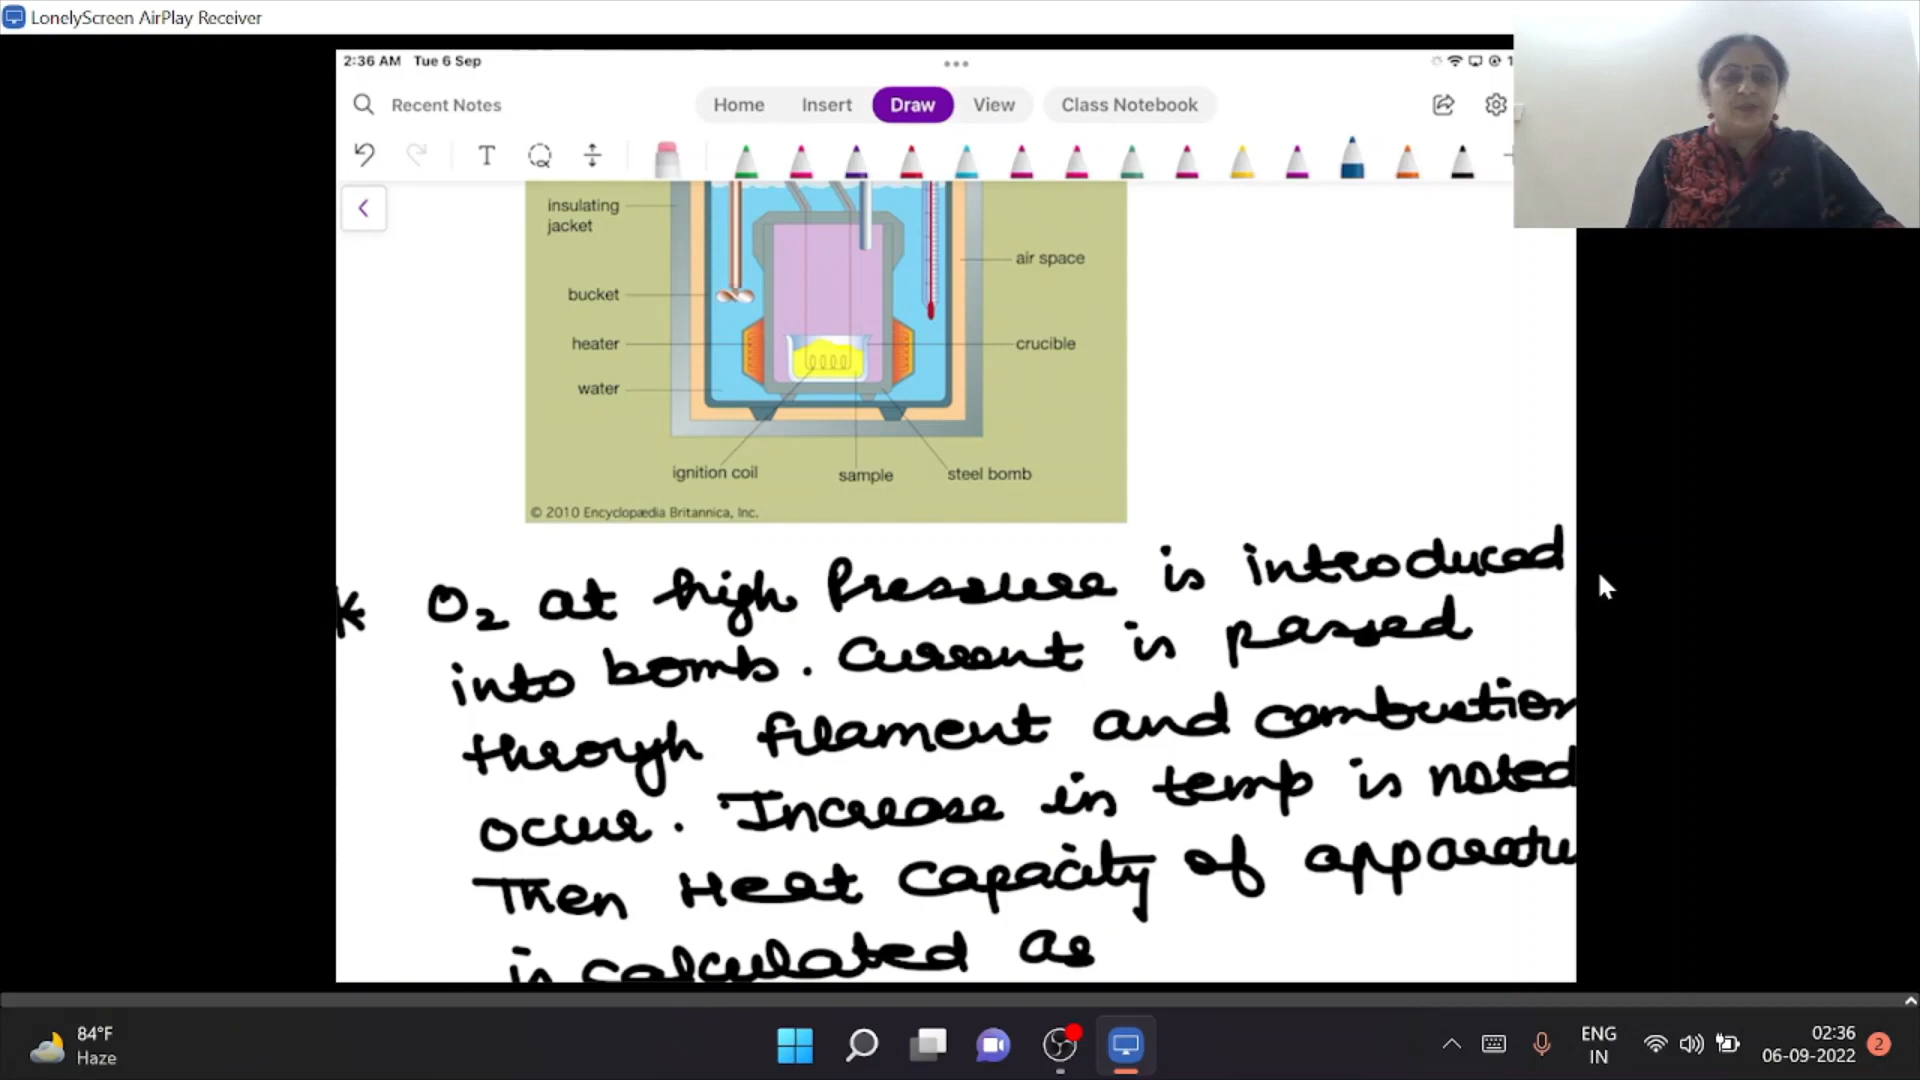 LonelyScreen AirPlay Receiver
2:36 AM Tue 6 Sep
Recent Notes
Home Insert Draw View Class Notebook
T
insulating
jacket
air space
bucket
heater
crucible
water
ignition coil
sample
steel bomb
© 2010 Encyclopædia Britannica, Inc.
* O2 at high Pressure is introduced
into bomb. Current is passed
through filament and combustion
occur. Increase in temp is noted
Then Heat Capacity of apparatu
is calculated as
84°F
Haze
ENG
IN
02:36
06-09-2022
2